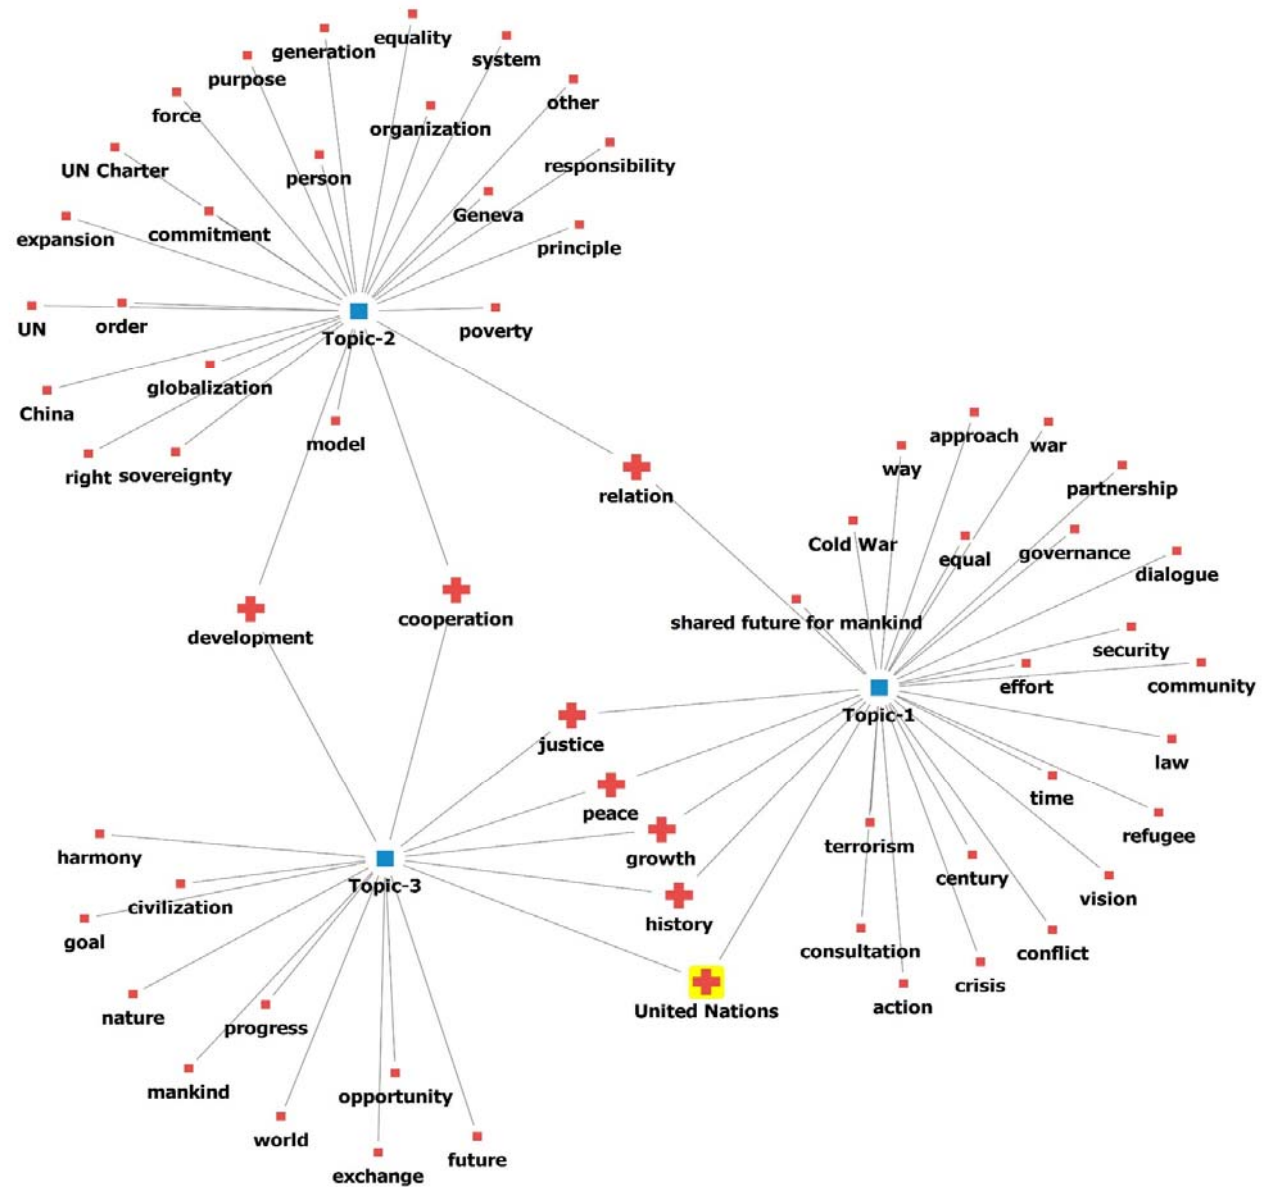 equality
generation
system
purpose
other
force
organization
responsibility
UN Charter
person
Geneva
commitment
expansion
principle
UN
order
poverty
Topic-2
globalization
China
model
right
sovereignty
relation
approach
war
way
partnership
Cold War
equal
governance
dialogue
cooperation
shared future for mankind
development
security
effort
community
Topic-1
justice
law
time
peace
refugee
terrorism
growth
harmony
century
Topic-3
vision
civilization
history
goal
consultation
conflict
crisis
action
United Nations
nature
progress
mankind
opportunity
world
future
exchange